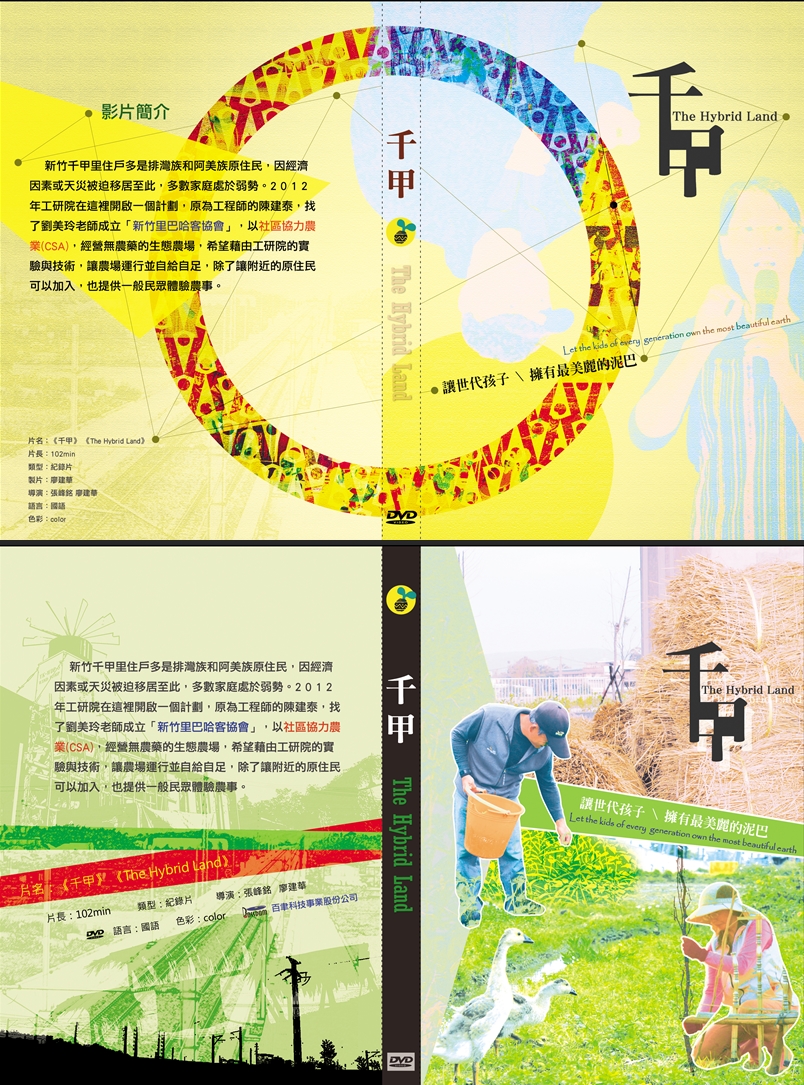 影片簡介
新竹千甲里住戶多是排灣族和阿美族原住民，因經濟
因素或天災被迫移居至此，多數家庭處於弱勢。2012
年工研院在這裡開啟一個計劃，原為工程師的陳建泰，找
了劉美玲老師成立「新竹里巴哈客協會」，以社區協力農
業(CSA)，經營無農藥的生態農場，希望藉由工研院的實
驗與技術，讓農場運行並自給自足，除了讓附近的原住民
可以加入，也提供一般民眾體驗農事。
片名：《千甲》《The Hybrid Land》
片長：102min
類型：紀錄片
製片：廖建華
導演：張峰銘 廖建華
語言：國語
色彩：color
千甲
The Hybrid Land
DVD
VIDEO
千甲
The Hybrid Land
Let the kids of every generation own the most beautiful earth
讓世代孩子 \ 擁有最美麗的泥巴
新竹千甲里住戶多是排灣族和阿美族原住民，因經濟
因素或天災被迫移居至此，多數家庭處於弱勢。2012
年工研院在這裡開啟一個計劃，原為工程師的陳建泰，找
了劉美玲老師成立「新竹里巴哈客協會」，以社區協力農
業(CSA)，經營無農藥的生態農場，希望藉由工研院的實
驗與技術，讓農場運行並自給自足，除了讓附近的原住民
可以加入，也提供一般民眾體驗農事。
片名：《千甲》《The Hybrid Land》
片長：102min 類型：紀錄片 導演：張峰銘 廖建華
DVD 語言：國語 色彩：color 百聿科技事業股份公司
千甲
The Hybrid Land
DVD
千甲
The Hybrid Land
讓世代孩子 \ 擁有最美麗的泥巴
Let the kids of every generation own the most beautiful earth